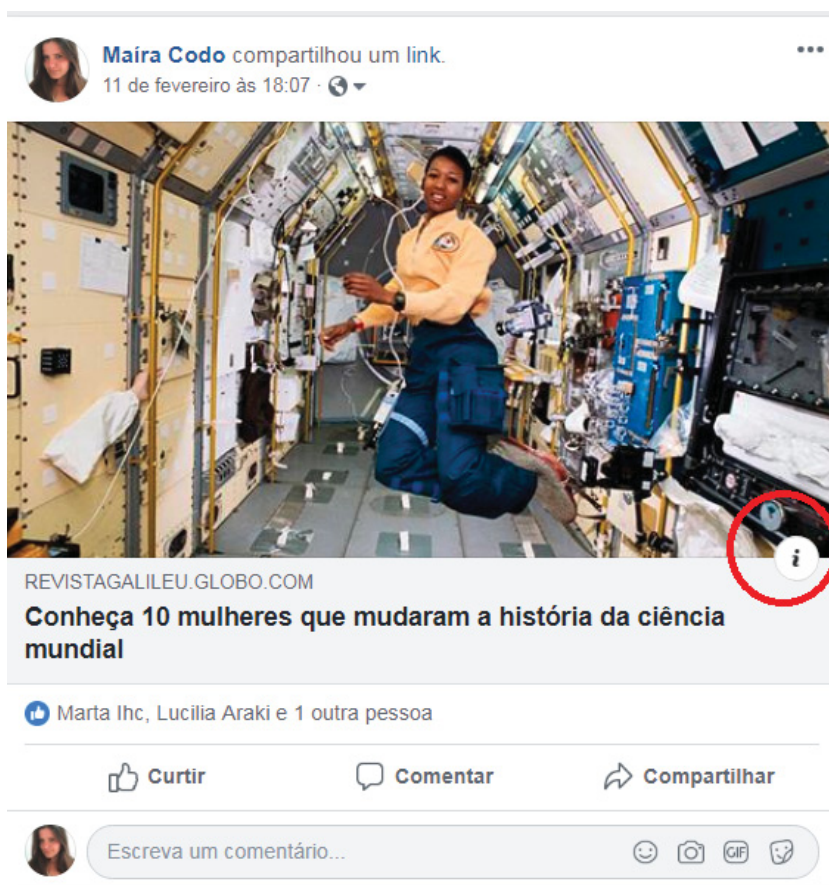 Maíra Codo compartilhou um link.
11 de fevereiro às 18:07 ·
i
REVISTAGALILEU.GLOBO.COM
Conheça 10 mulheres que mudaram a história da ciência
mundial
Marta Ihc, Lucilia Araki e 1 outra pessoa
Curtir Comentar Compartilhar
Escreva um comentário... GIF